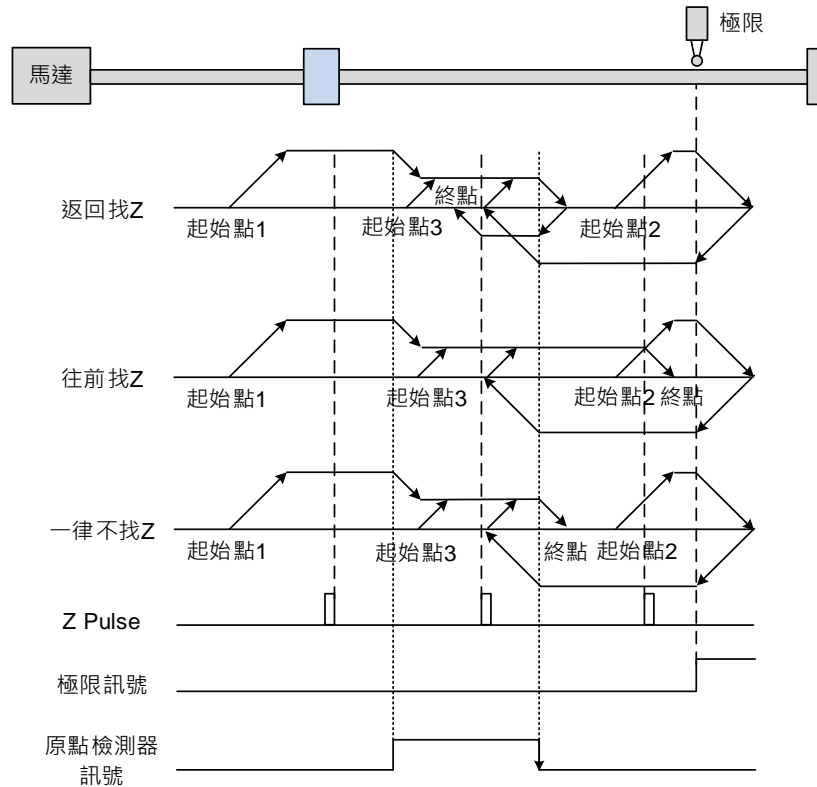 極限
馬達
返回找Z
起始點1
起始點3
終點
起始點2
往前找Z
起始點1
起始點3
起始點2
終點
一律不找Z
起始點1
起始點3
終點
起始點2
Z Pulse
極限訊號
原點檢測器
訊號